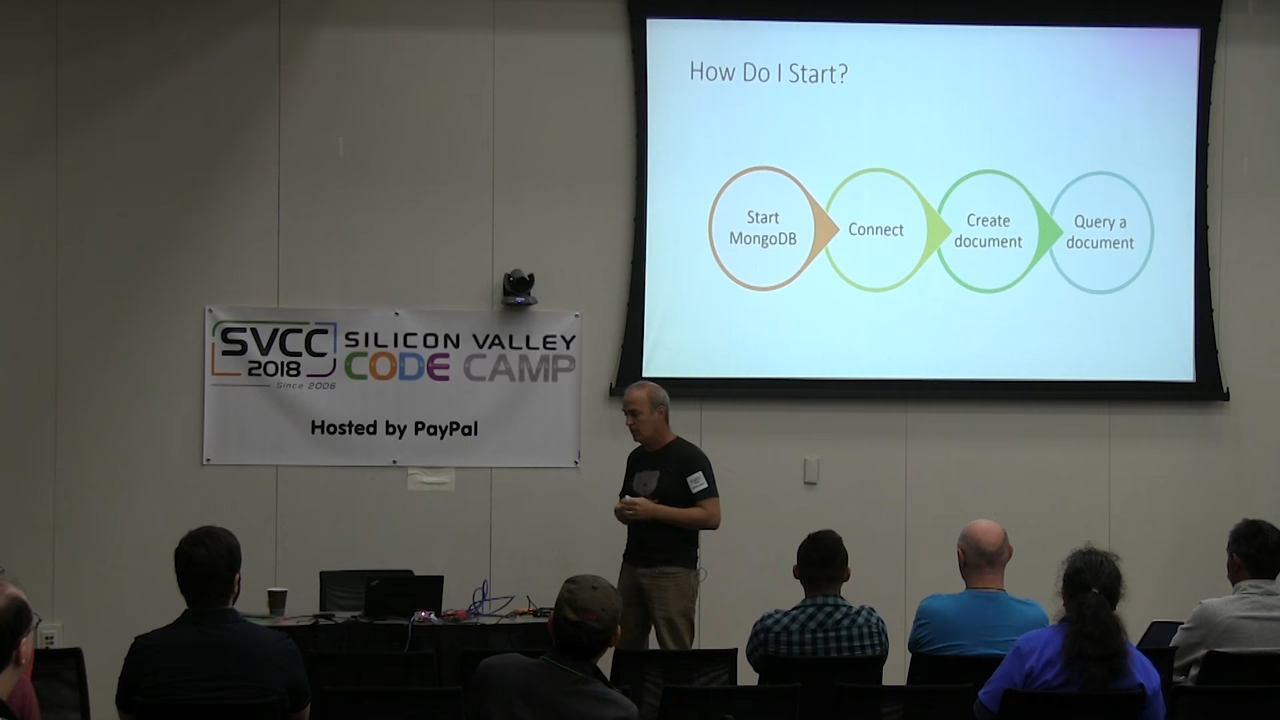 How Do I Start?
Start
MongoDB
Connect
Create
document
Query a
document
SVCC
2018
Since 2006
SILICON VALLEY
CODE CAMP
Hosted by PayPal